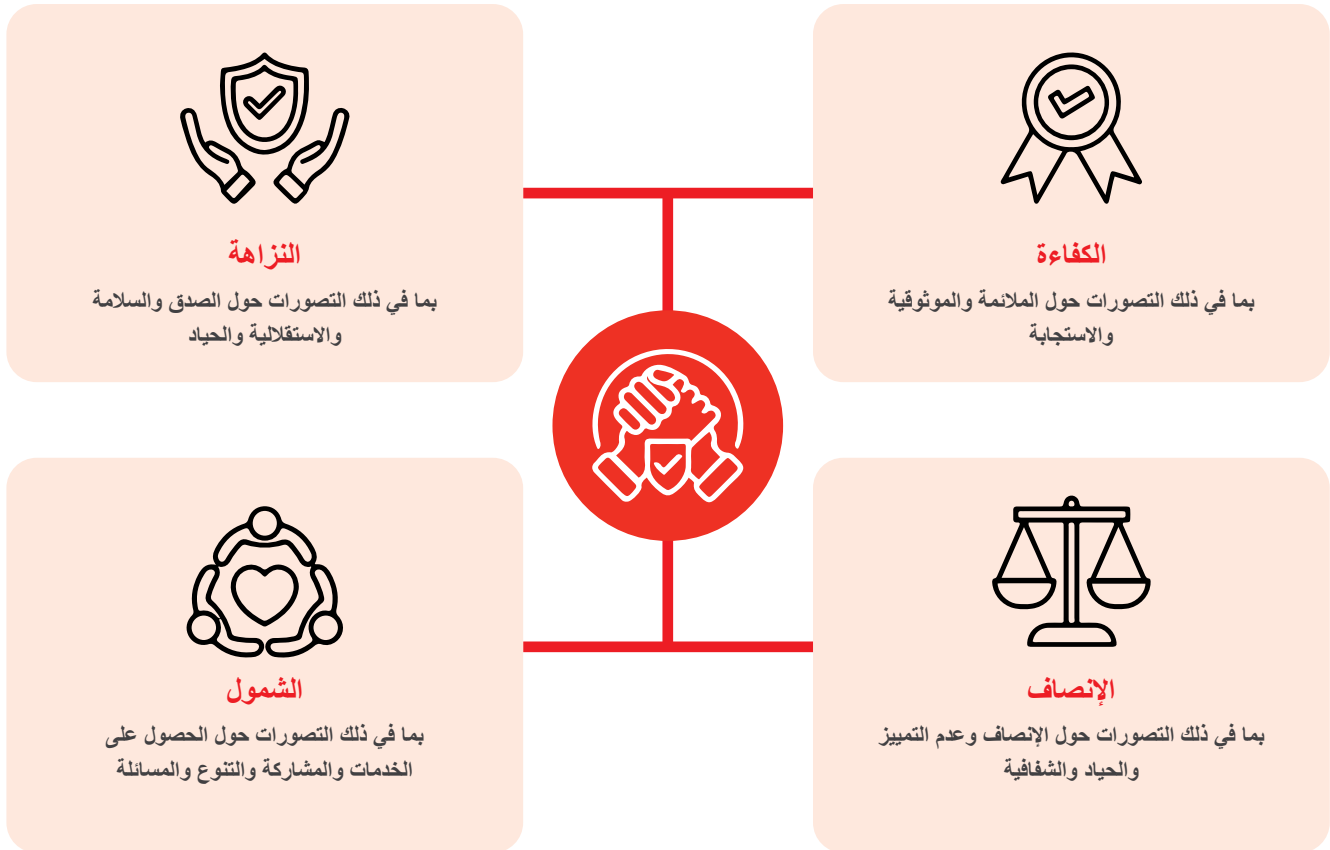 الكفاءة
بما في ذلك التصورات حول الملائمة والموثوقية
والاستجابة
النزاهة
بما في ذلك التصورات حول الصدق والسلامة
والاستقلالية والحياد
الإنصاف
بما في ذلك التصورات حول الإنصاف وعدم التمييز
والحياد والشفافية
الشمول
بما في ذلك التصورات حول الحصول على
الخدمات والمشاركة والتنوع والمسائلة